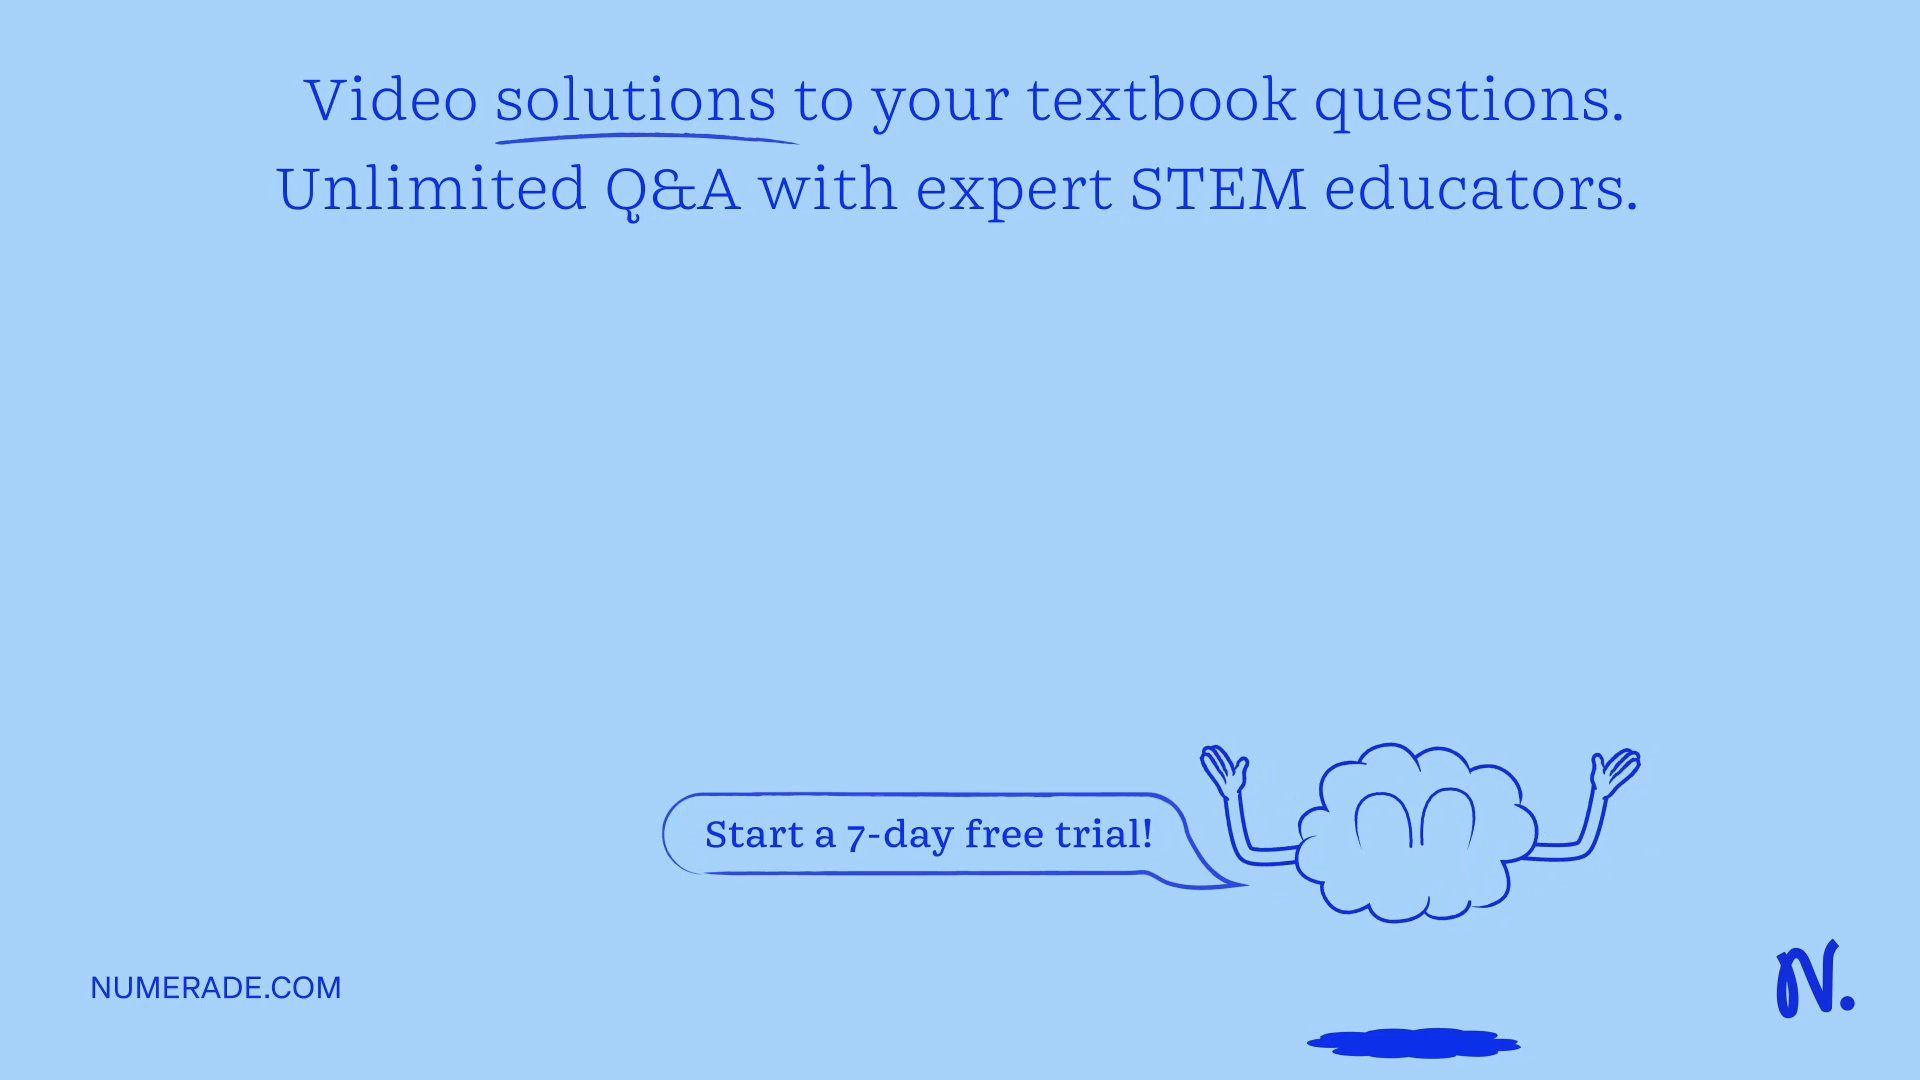 Video solutions to your textbook questions.
Unlimited Q&A with expert STEM educators.
Start a 7-day free trial!
NUMERADE.COM
N.